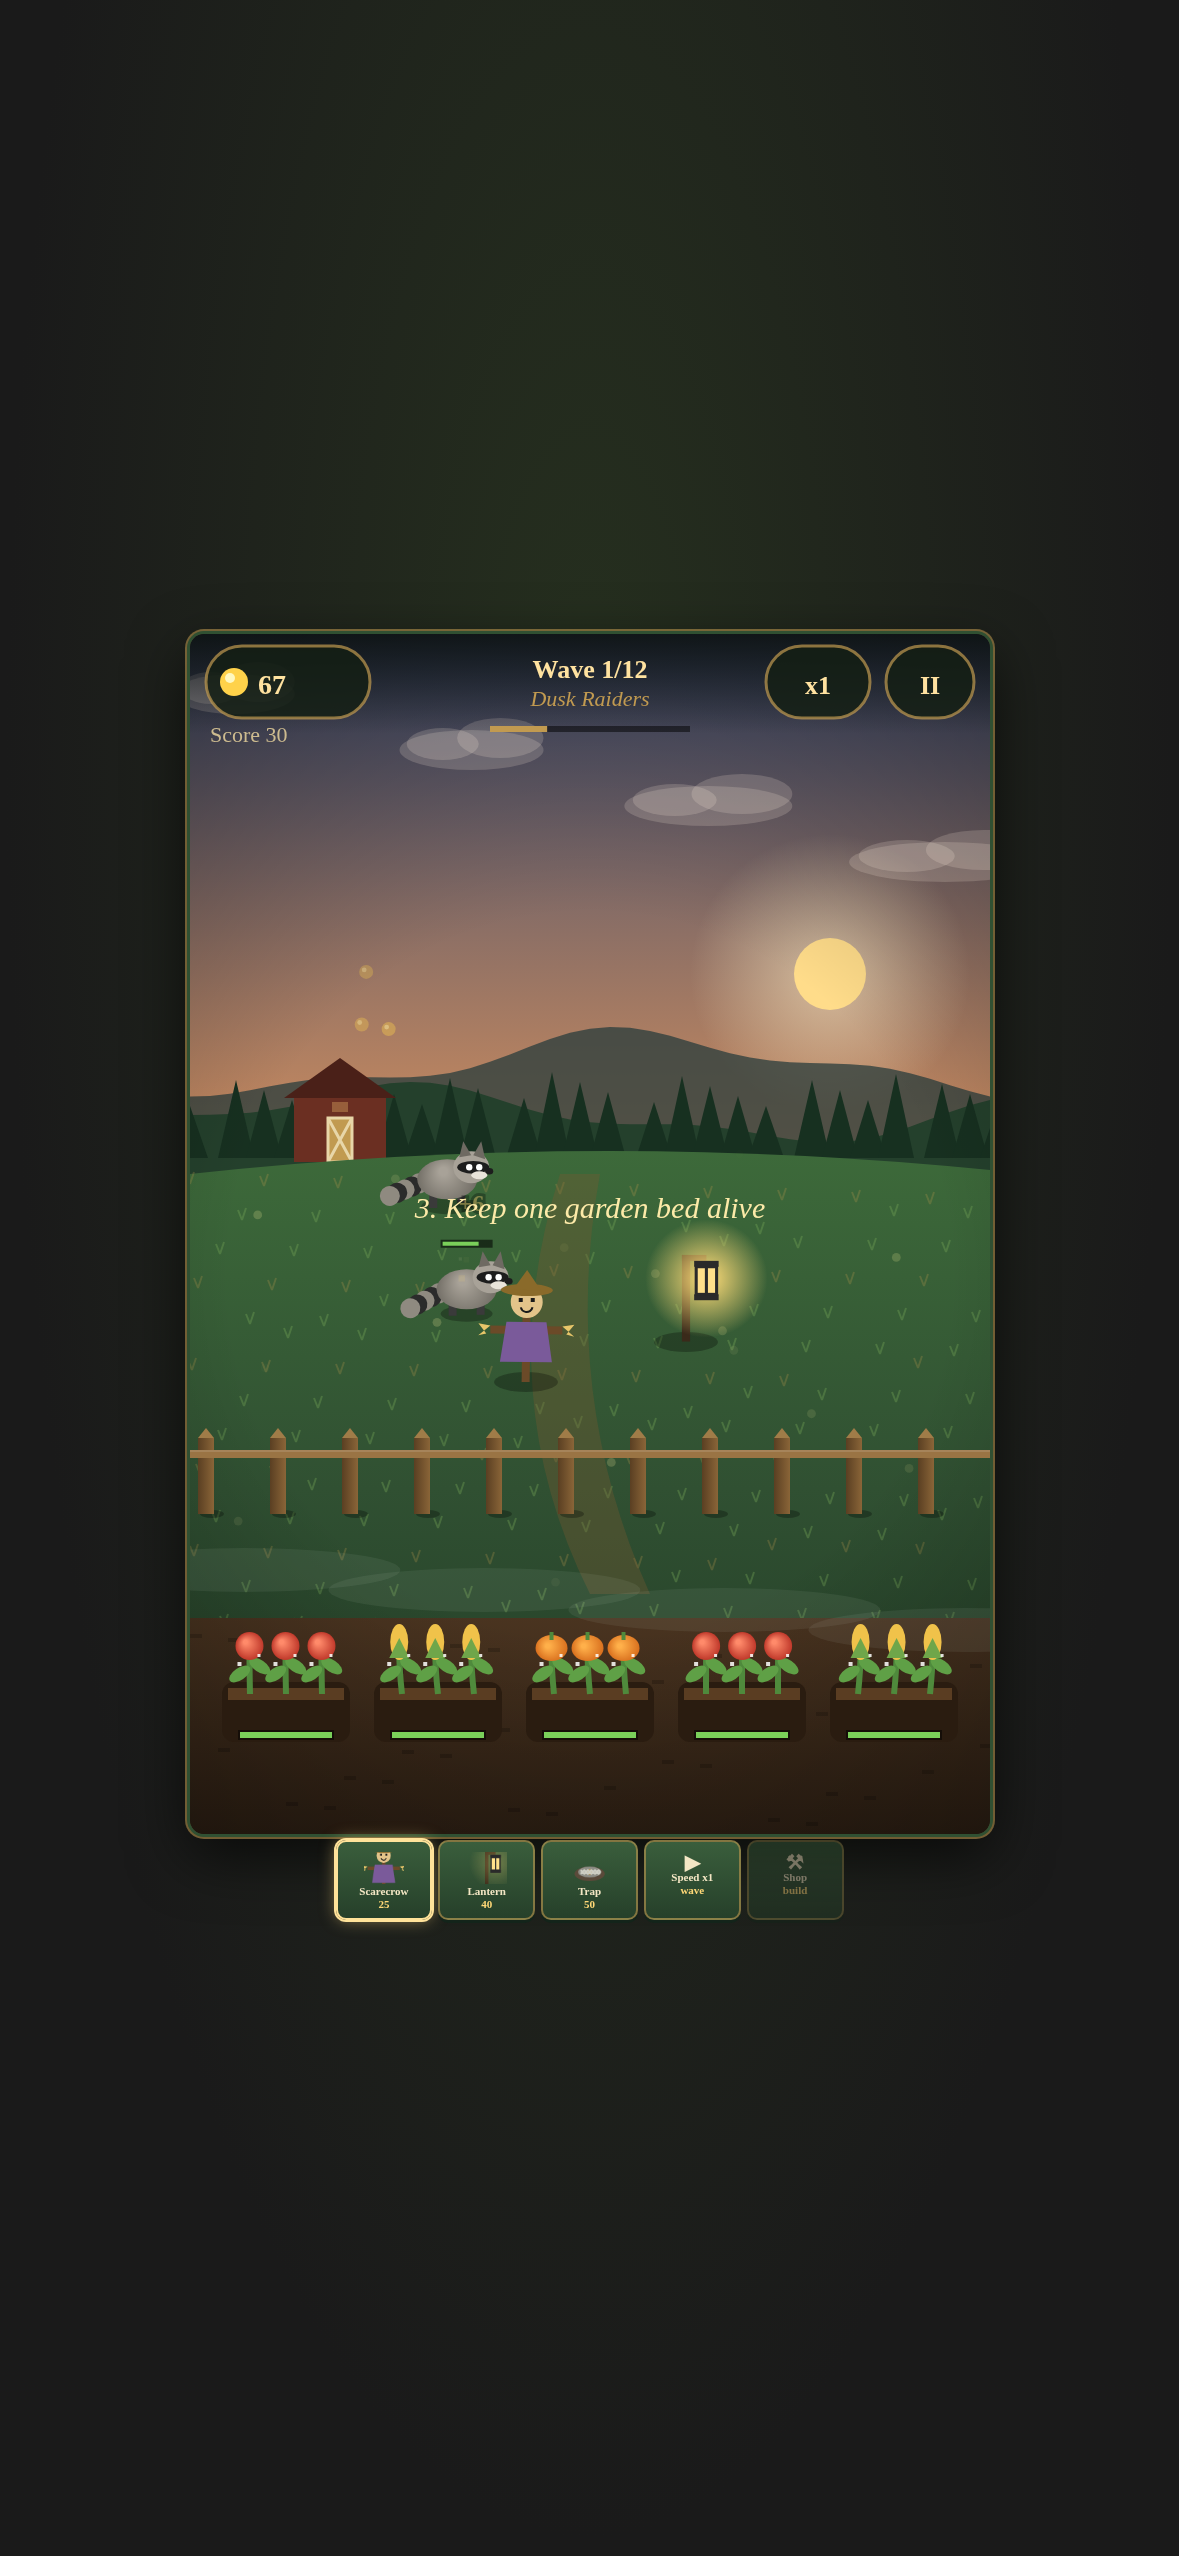 67
Wave 1/12
x1
II
Dusk Raiders
Score 30
3. Keep one garden bed alive
Scarecrow
25
Lantern
40
Trap
50
Speed x1
wave
Shop
build